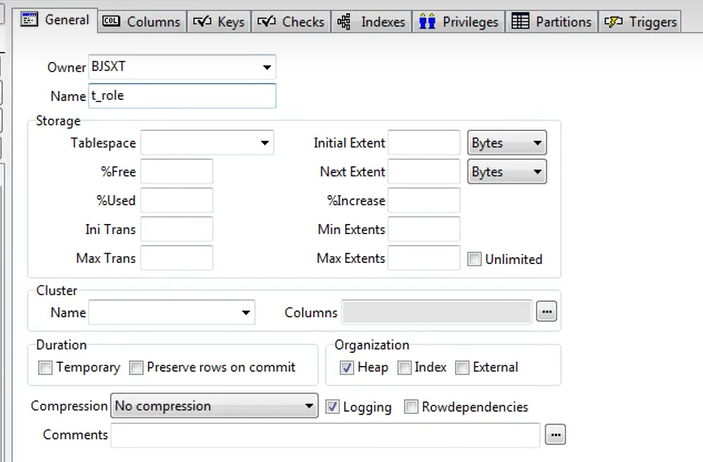 General Columns Keys Checks Indexes Privileges Partitions Triggers
Owner BJSXT
Name t_role
Storage
Tablespace Initial Extent Bytes
%Free Next Extent Bytes
%Used %Increase
Ini Trans Min Extents
Max Trans Max Extents Unlimited
Cluster
Name Columns ...
Duration Organization
Temporary Preserve rows on commit Heap Index External
Compression No compression Logging Rowdependencies
Comments ...